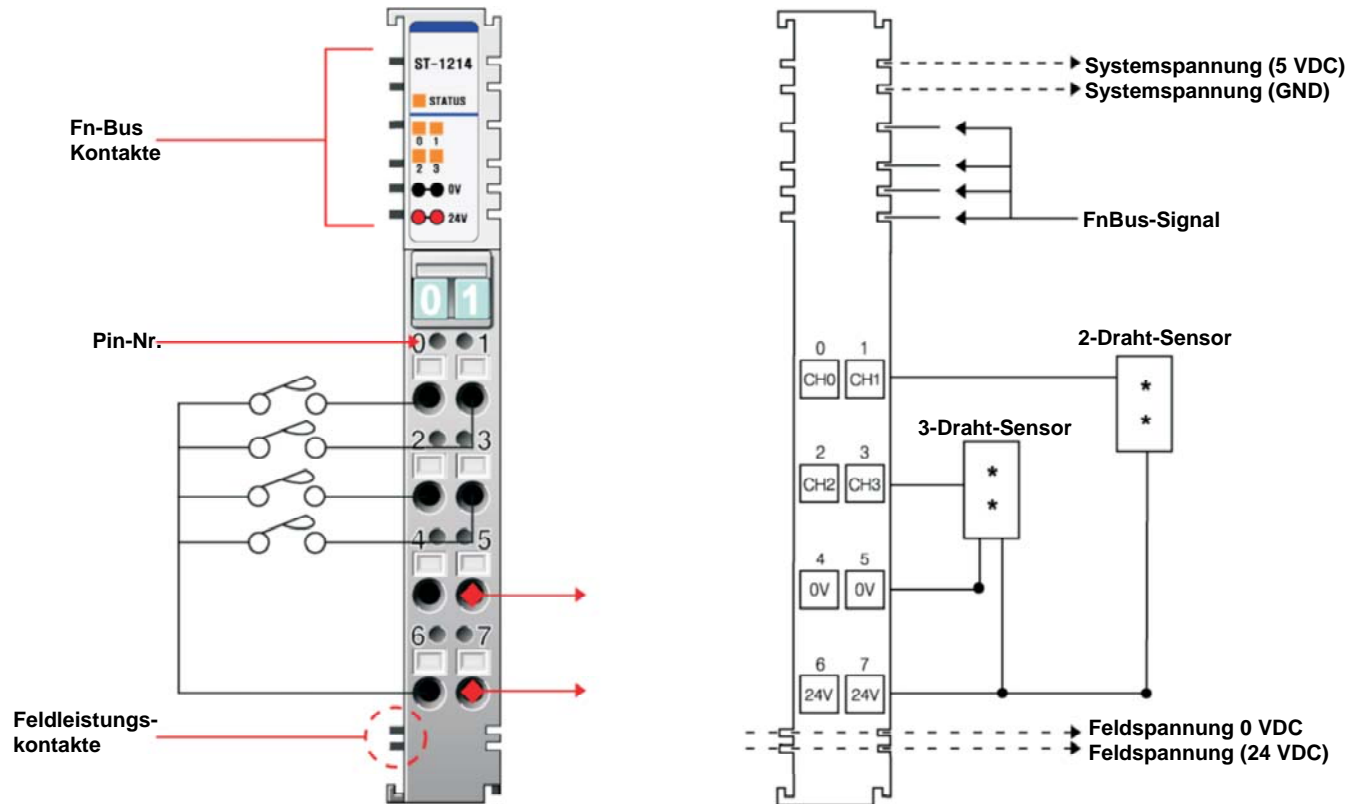 ST-1214
STATUS
0 1
2 3
0V
24V
Fn-Bus
Kontakte
01
Pin-Nr.
0 1
2 3
4 5
6 7
Feldleistungs-
kontakte
Systemspannung (5 VDC)
Systemspannung (GND)
FnBus-Signal
2-Draht-Sensor
0 1
CH0 CH1
*
*
3-Draht-Sensor
2 3
CH2 CH3
*
*
4 5
0V 0V
6 7
24V 24V
Feldspannung 0 VDC
Feldspannung (24 VDC)